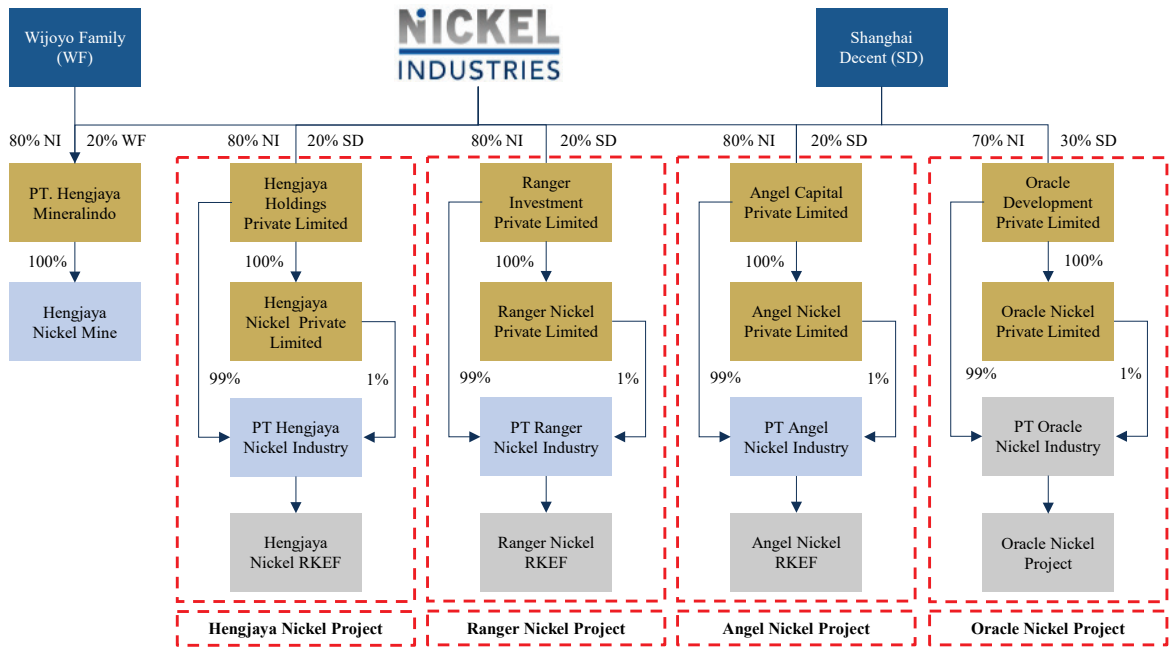 Wijoyo Family
(WF)
NICKEL
INDUSTRIES
Shanghai
Decent (SD)
80% NI
20% WF
80% NI
20% SD
80% NI
20% SD
80% NI
20% SD
70% NI
30% SD
PT. Hengjaya
Mineralindo
Hengjaya
Holdings
Private Limited
Ranger
Investment
Private Limited
Angel Capital
Private Limited
Oracle
Development
Private Limited
100%
100%
100%
100%
100%
Hengjaya
Nickel Mine
Hengjaya
Nickel Private
Limited
Ranger Nickel
Private Limited
Angel Nickel
Private Limited
Oracle Nickel
Private Limited
99%
1%
99%
1%
99%
1%
99%
1%
PT Hengjaya
Nickel Industry
PT Ranger
Nickel Industry
PT Angel
Nickel Industry
PT Oracle
Nickel Industry
Hengjaya
Nickel RKEF
Ranger Nickel
RKEF
Angel Nickel
RKEF
Oracle Nickel
Project
Hengjaya Nickel Project
Ranger Nickel Project
Angel Nickel Project
Oracle Nickel Project